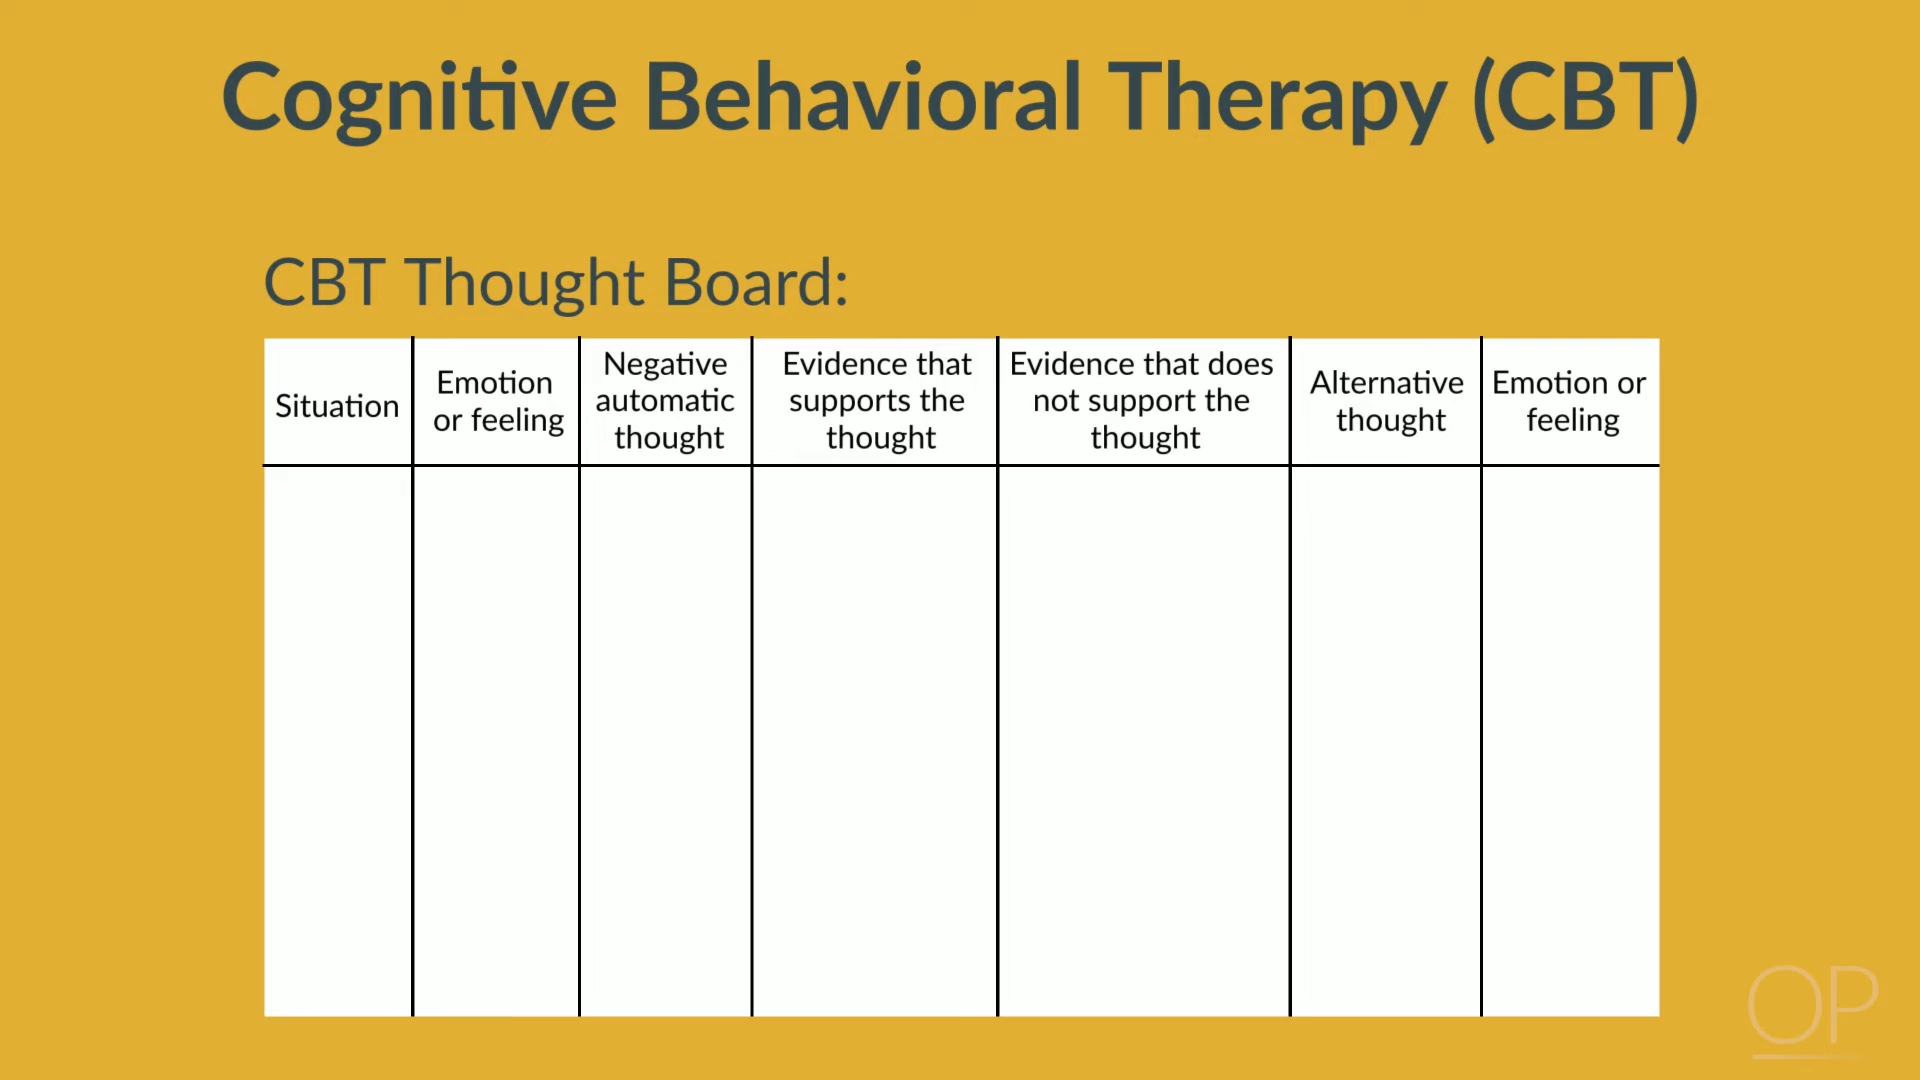 Cognitive Behavioral Therapy (CBT)
CBT Thought Board:
Situation
Emotion
or feeling
Negative
automatic
thought
Evidence that
supports the
thought
Evidence that does
not support the
thought
Alternative
thought
Emotion or
feeling
OP